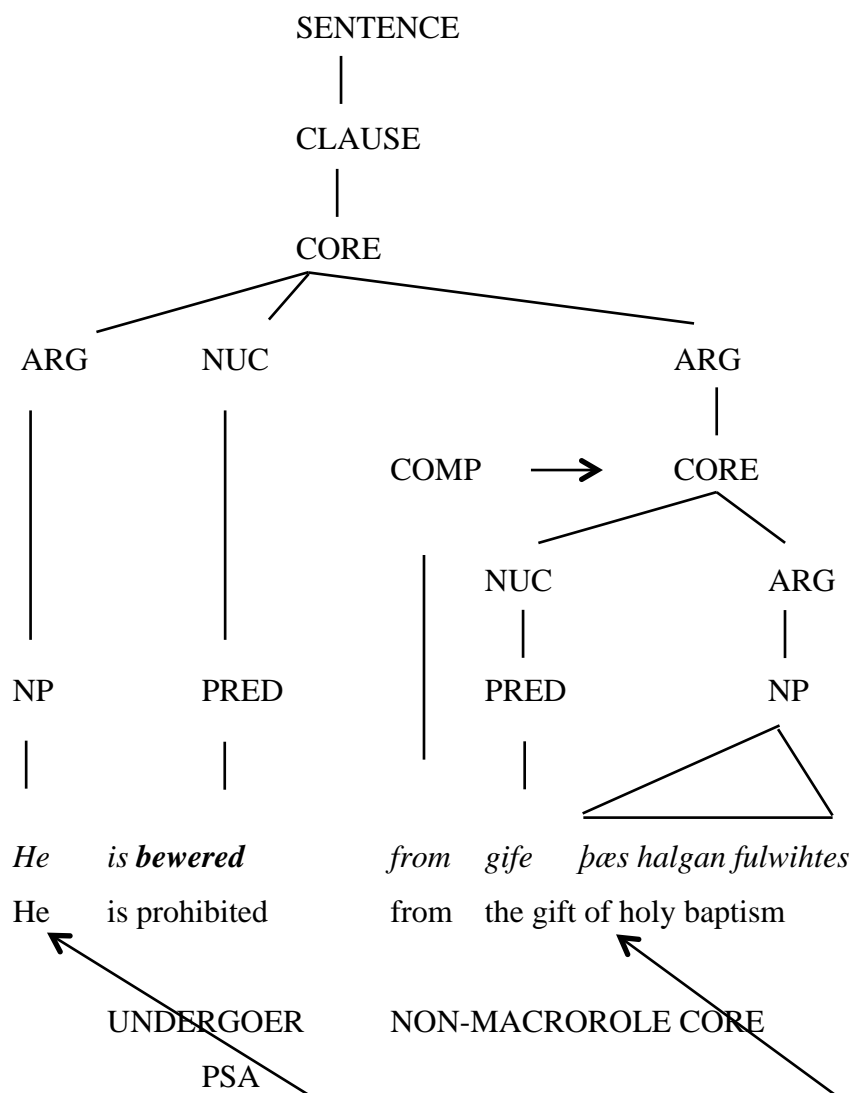 SENTENCE
CLAUSE
CORE
ARG NUC ARG
COMP CORE
NUC ARG
NP PRED PRED NP
He is bewered from gife þæs halgan fulwihtes
He is prohibited from the gift of holy baptism
UNDERGOER NON-MACROROLE CORE
PSA